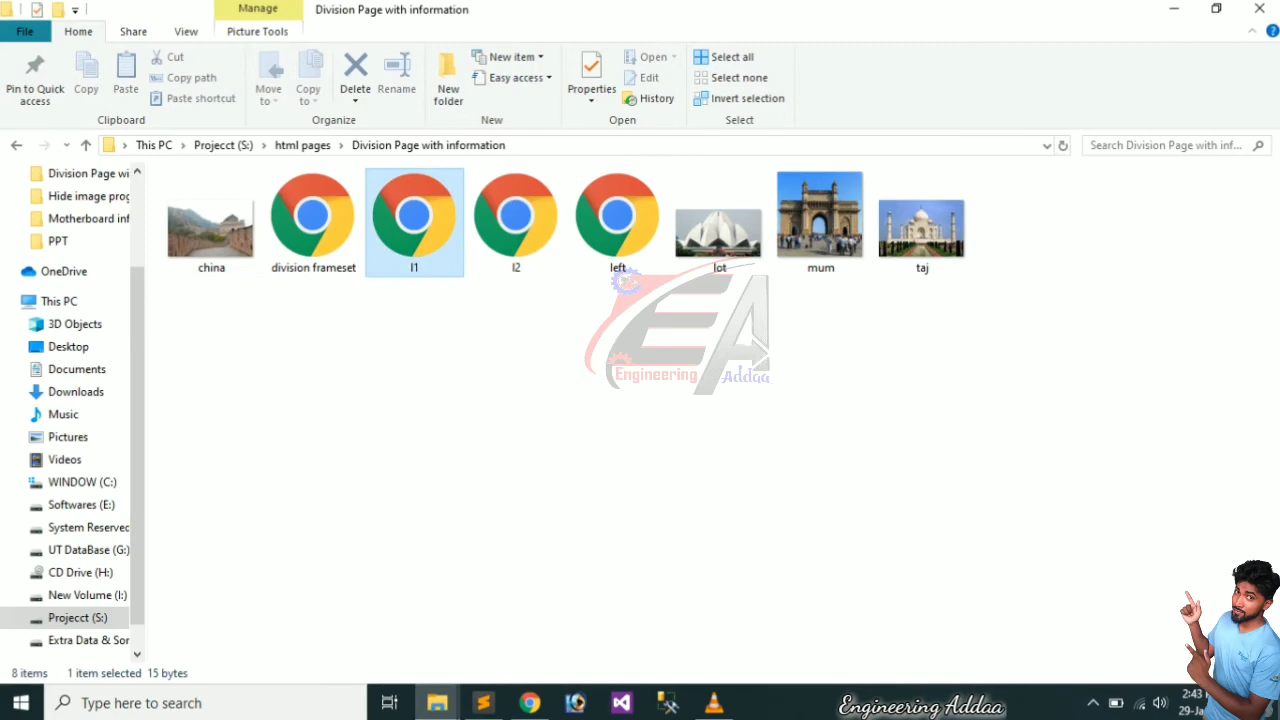 Manage
Division Page with information
File
Home
Share
View
Picture Tools
Pin to Quick access
Copy
Paste
Cut
Copy path
Paste shortcut
Clipboard
Move to
Copy to
Delete
Rename
Organize
New folder
New item
Easy access
New
Properties
Open
Edit
History
Open
Select all
Select none
Invert selection
Select
This PC
Projecct (S:)
html pages
Division Page with information
Search Division Page with inf...
Division Page wi
Hide image prog
Motherboard inf
PPT
OneDrive
This PC
3D Objects
Desktop
Documents
Downloads
Music
Pictures
Videos
WINDOW (C:)
Softwares (E:)
System Reserved
UT DataBase (G:)
CD Drive (H:)
New Volume (I:)
Projecct (S:)
Extra Data & Sor
china
division frameset
l1
l2
left
lot
mum
taj
EA
Engineering Addaa
8 items
1 item selected 15 bytes
Type here to search
Engineering Addaa
2:43
29-Ja